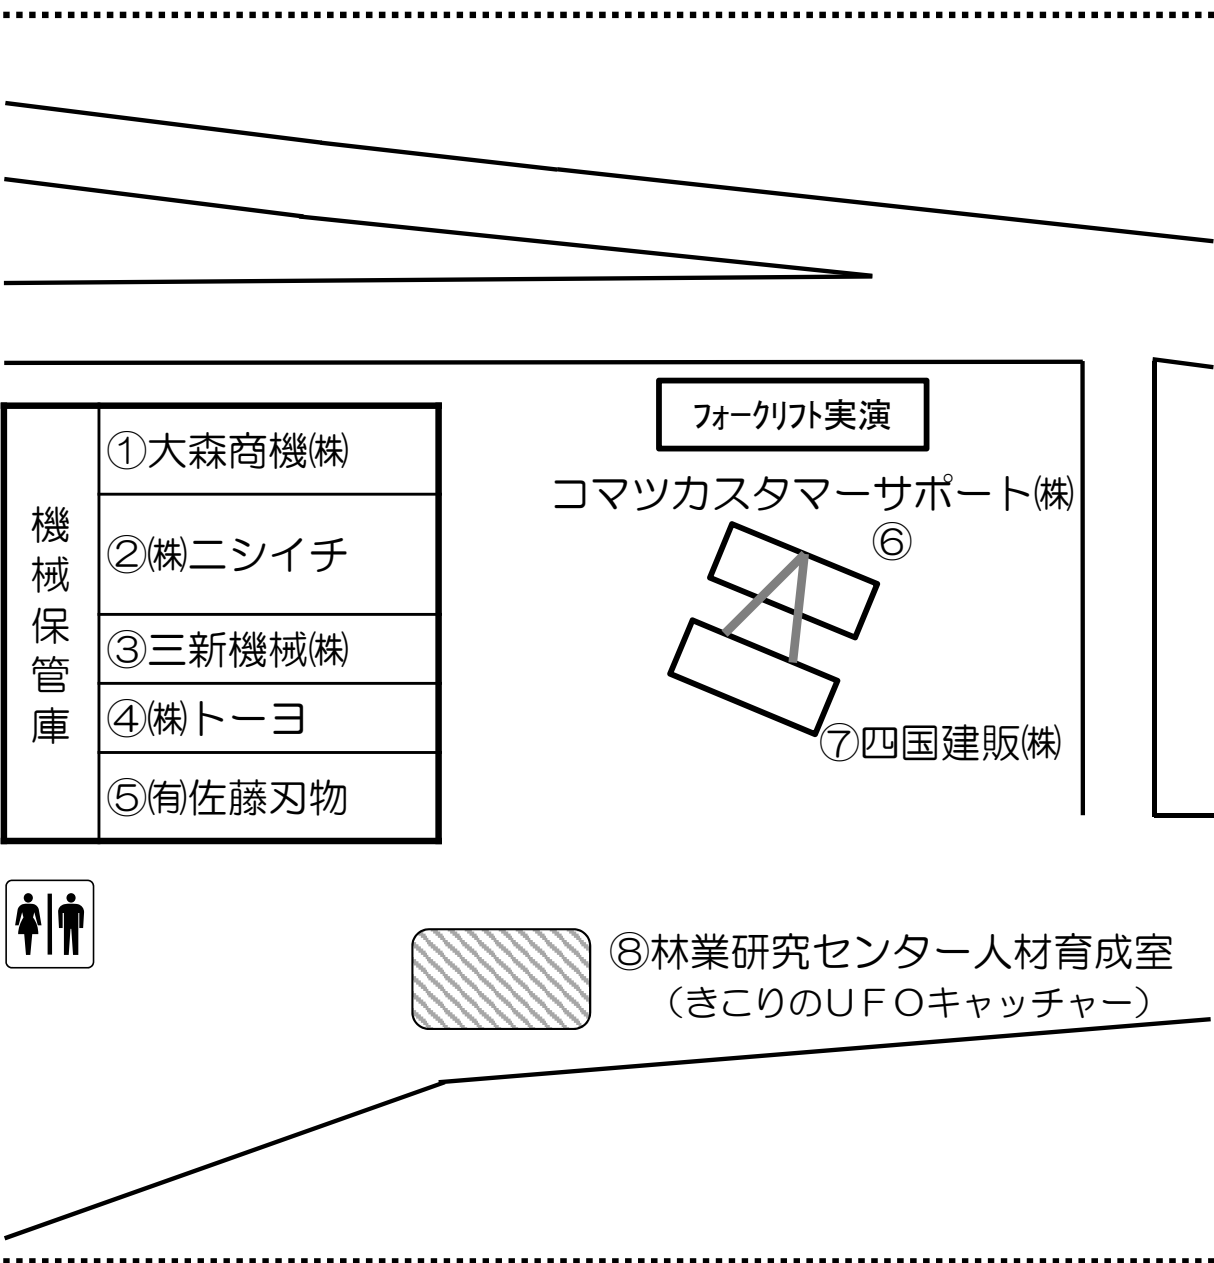 フォークリフト実演
①大森商機㈱
コマツカスタマーサポート㈱
⑥
機械保管庫
②㈱ニシイチ
③三新機械㈱
④㈱トーヨ
⑦四国建販㈱
⑤㈲佐藤刃物
⑧林業研究センター人材育成室
（きこりのＵＦＯキャッチャー）